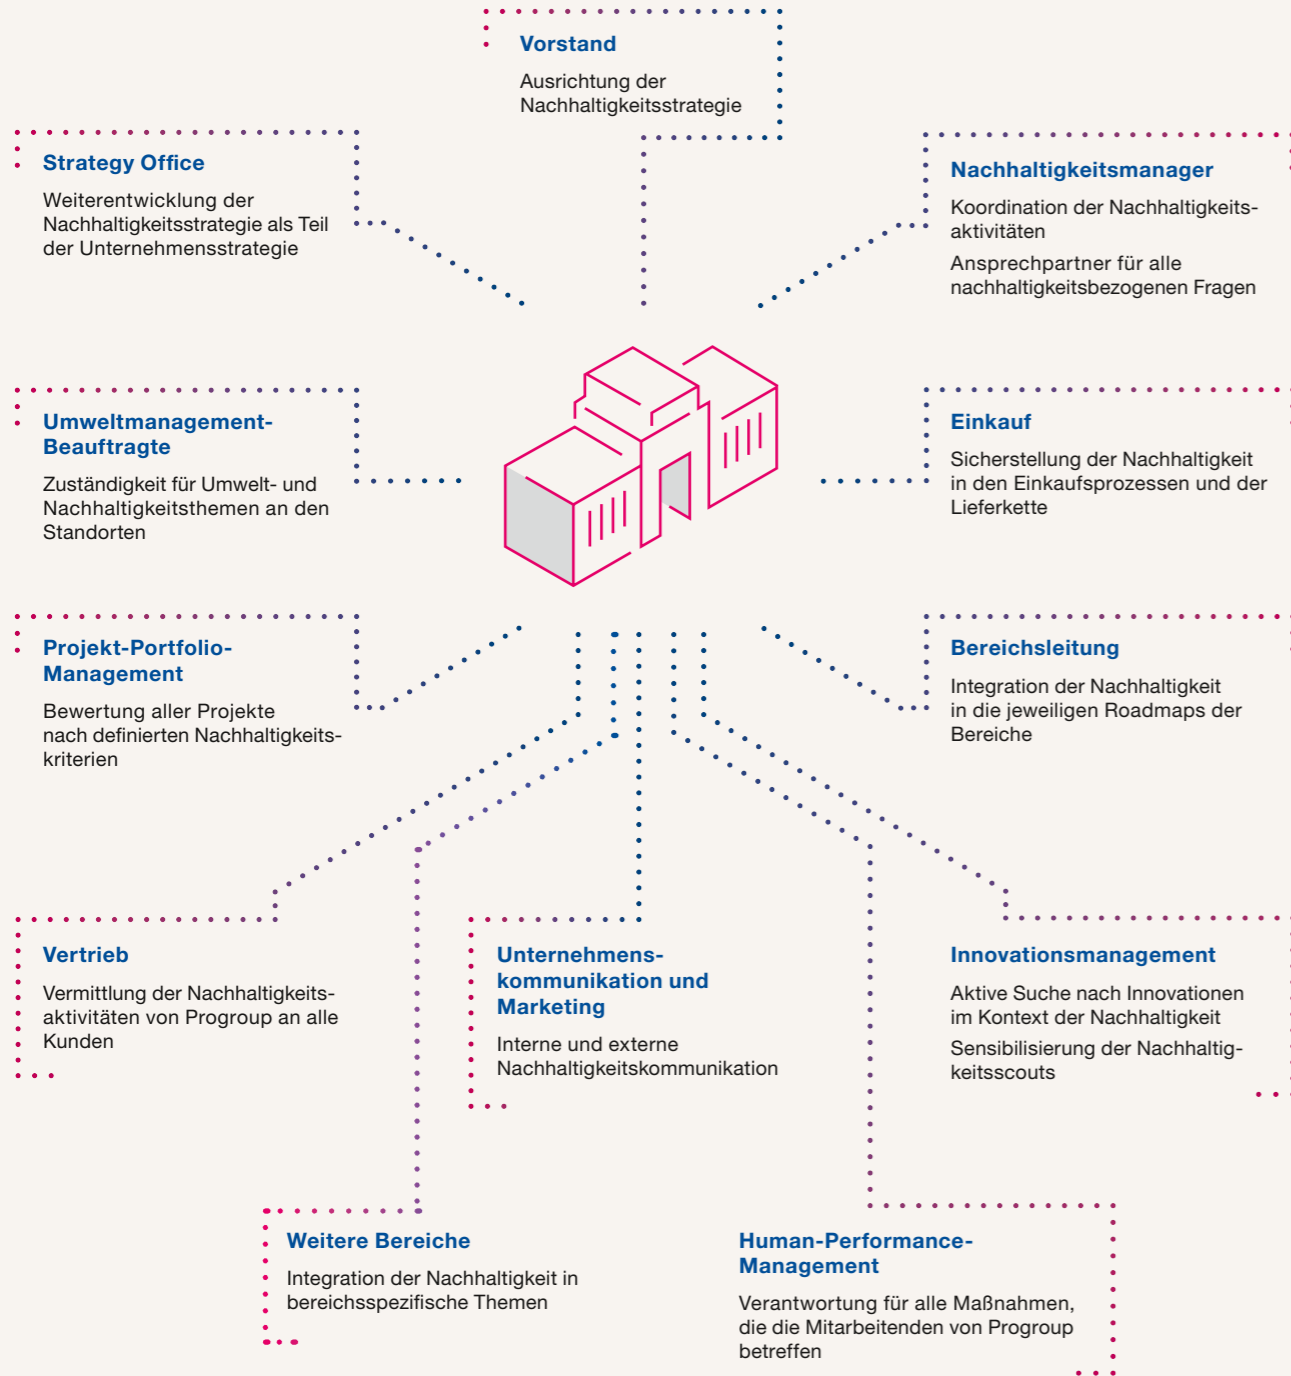 Vorstand
Ausrichtung der
Nachhaltigkeitsstrategie
Strategy Office
Weiterentwicklung der
Nachhaltigkeitsstrategie als Teil
der Unternehmensstrategie
Nachhaltigkeitsmanager
Koordination der Nachhaltigkeits-
aktivitäten
Ansprechpartner für alle
nachhaltigkeitsbezogenen Fragen
Umweltmanagement-
Beauftragte
Zuständigkeit für Umwelt- und
Nachhaltigkeitsthemen an den
Standorten
Einkauf
Sicherstellung der Nachhaltigkeit
in den Einkaufsprozessen und der
Lieferkette
Projekt-Portfolio-
Management
Bewertung aller Projekte
nach definierten Nachhaltigkeits-
kriterien
Bereichsleitung
Integration der Nachhaltigkeit
in die jeweiligen Roadmaps der
Bereiche
Vertrieb
Vermittlung der Nachhaltigkeits-
aktivitäten von Progroup an alle
Kunden
Unternehmens-
kommunikation und
Marketing
Interne und externe
Nachhaltigkeitskommunikation
Innovationsmanagement
Aktive Suche nach Innovationen
im Kontext der Nachhaltigkeit
Sensibilisierung der Nachhaltig-
keitsscouts
Weitere Bereiche
Integration der Nachhaltigkeit in
bereichsspezifische Themen
Human-Performance-
Management
Verantwortung für alle Maßnahmen,
die die Mitarbeitenden von Progroup
betreffen